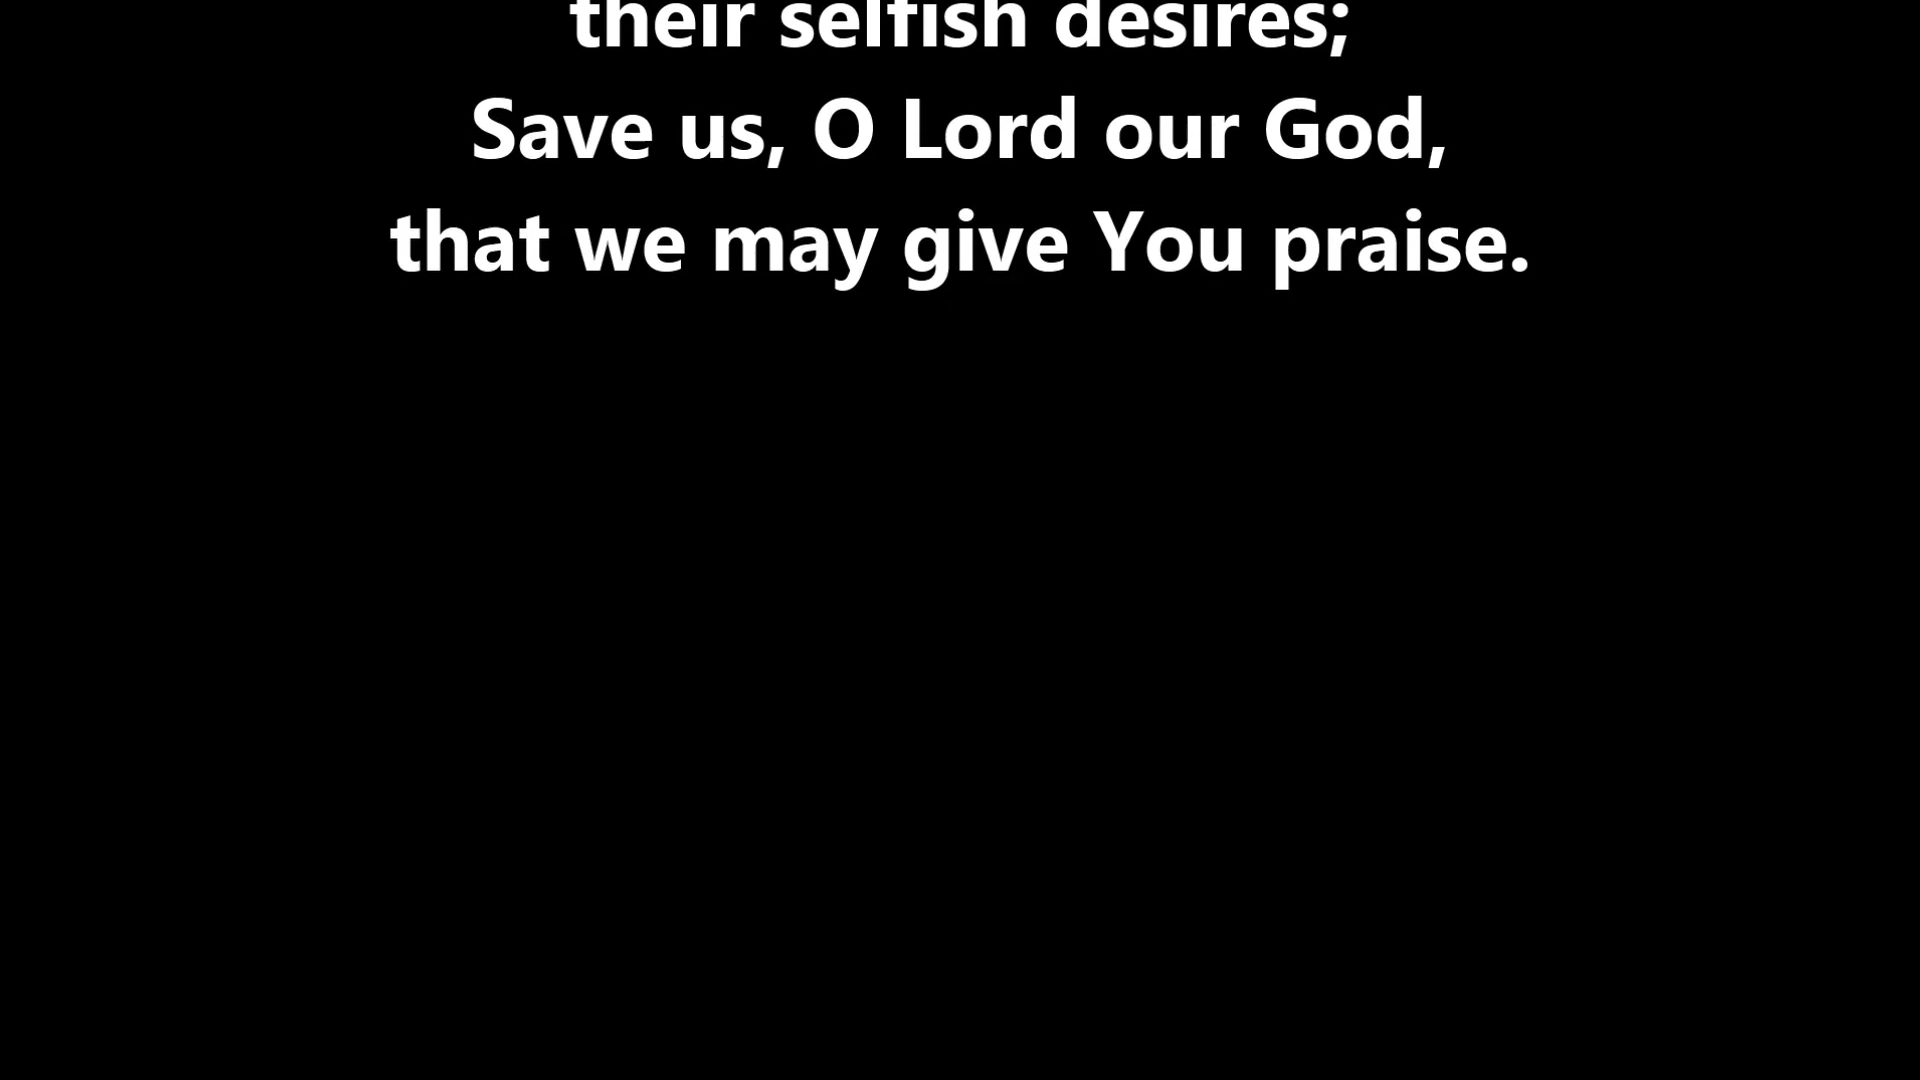 their selfish desires;
Save us, O Lord our God,
that we may give You praise.